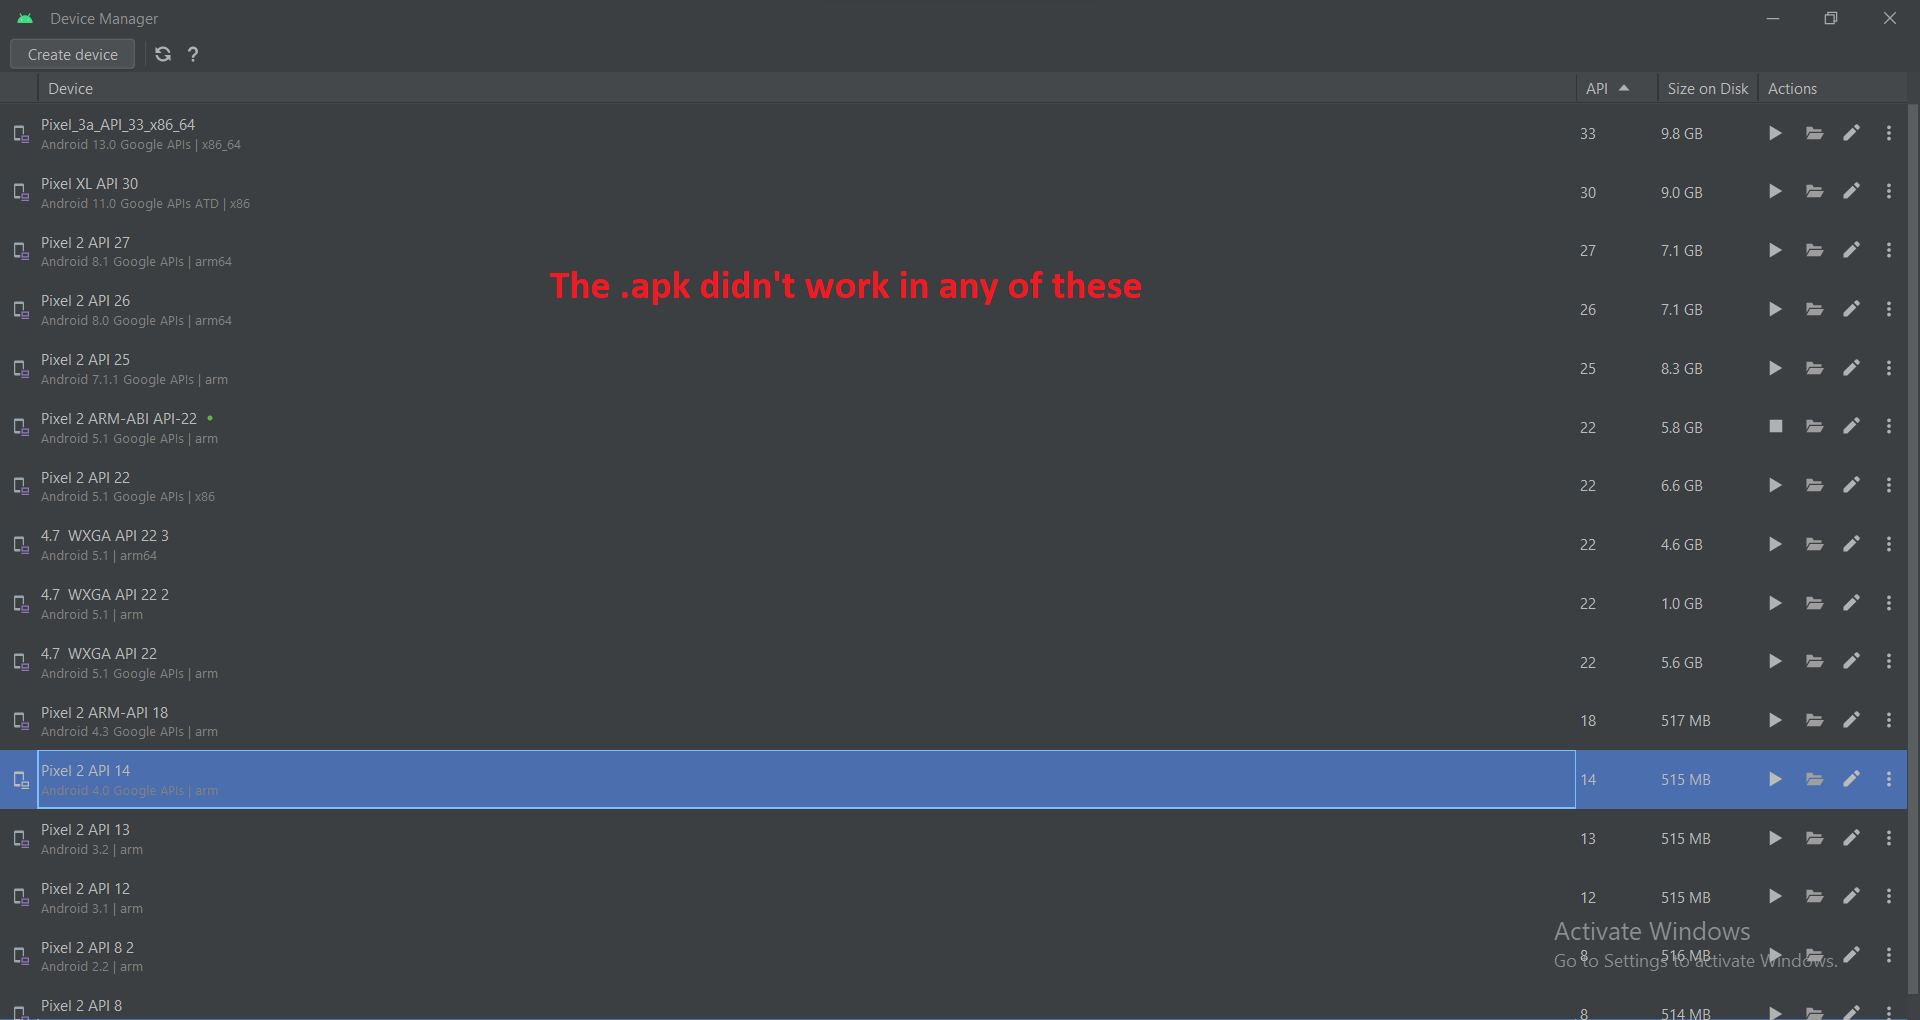 Device Manager
Create device
?
Device API Size on Disk Actions
Pixel_3a_API_33_x86_64
Android 13.0 Google APIs | x86_64
33 9.8 GB
Pixel XL API 30
Android 11.0 Google APIs ATD | x86
30 9.0 GB
Pixel 2 API 27
Android 8.1 Google APIs | arm64
27 7.1 GB
The .apk didn't work in any of these
Pixel 2 API 26
Android 8.0 Google APIs | arm64
26 7.1 GB
Pixel 2 API 25
Android 7.1.1 Google APIs | arm
25 8.3 GB
Pixel 2 ARM-ABI API-22
Android 5.1 Google APIs | arm
22 5.8 GB
Pixel 2 API 22
Android 5.1 Google APIs | x86
22 6.6 GB
4.7 WXGA API 22 3
Android 5.1 | arm64
22 4.6 GB
4.7 WXGA API 22 2
Android 5.1 | arm
22 1.0 GB
4.7 WXGA API 22
Android 5.1 Google APIs | arm
22 5.6 GB
Pixel 2 ARM-API 18
Android 4.3 Google APIs | arm
18 517 MB
Pixel 2 API 14
Android 4.0 Google APIs | arm
14 515 MB
Pixel 2 API 13
Android 3.2 | arm
13 515 MB
Pixel 2 API 12
Android 3.1 | arm
12 515 MB
Activate Windows
Go to Settings to activate Windows.
Pixel 2 API 8 2
Android 2.2 | arm
8 516 MB
Pixel 2 API 8
8 514 MB